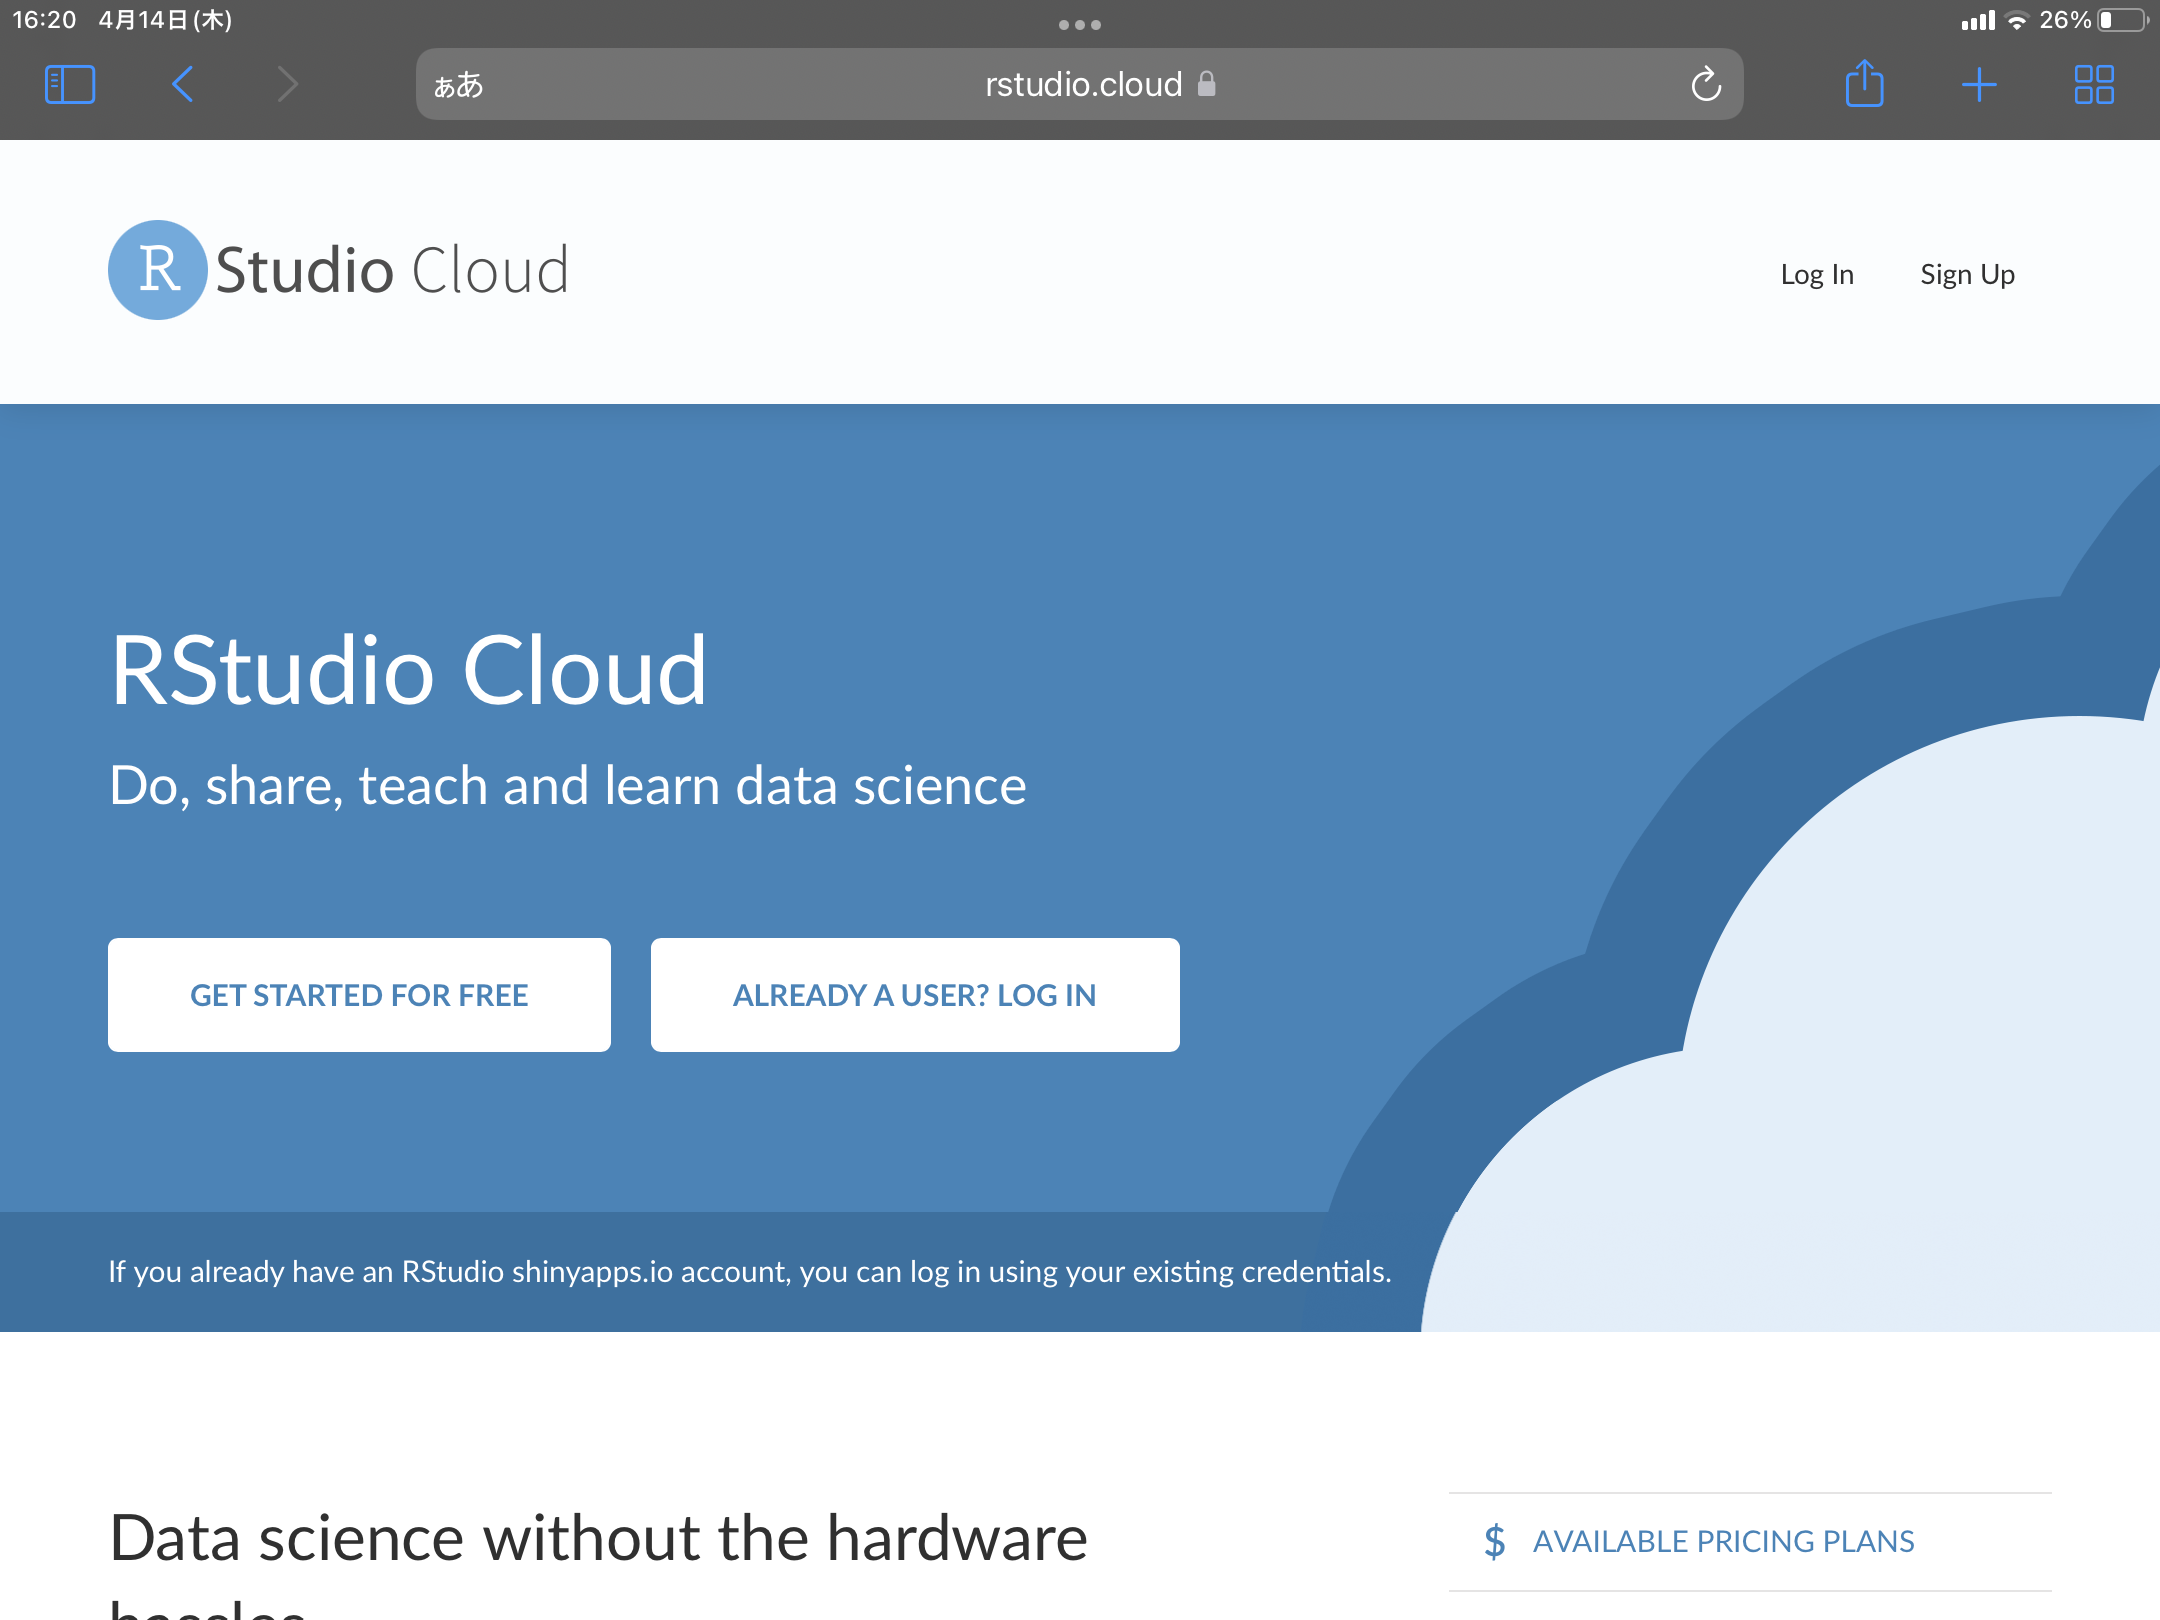 16:20 4月14日(木)
26%
ぁあ
rstudio.cloud
R Studio Cloud
Log In
Sign Up
RStudio Cloud
Do, share, teach and learn data science
GET STARTED FOR FREE
ALREADY A USER? LOG IN
If you already have an RStudio shinyapps.io account, you can log in using your existing credentials.
Data science without the hardware
hassles
$ AVAILABLE PRICING PLANS